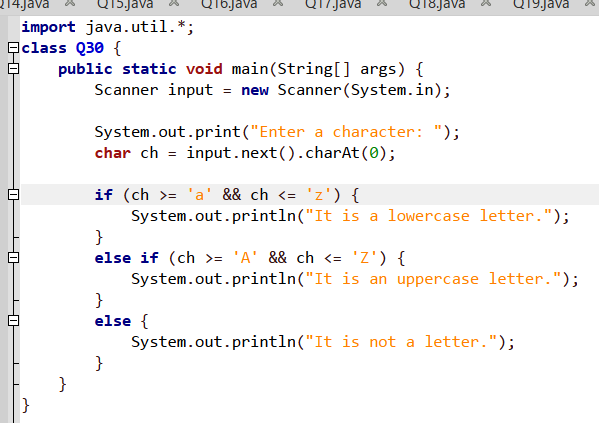 Q14.java Q15.java Q16.java Q17.java Q18.java Q19.java
import java.util.*;
class Q30 {
    public static void main(String[] args) {
        Scanner input = new Scanner(System.in);

        System.out.print("Enter a character: ");
        char ch = input.next().charAt(0);

        if (ch >= 'a' && ch <= 'z') {
            System.out.println("It is a lowercase letter.");
        }
        else if (ch >= 'A' && ch <= 'Z') {
            System.out.println("It is an uppercase letter.");
        }
        else {
            System.out.println("It is not a letter.");
        }
    }
}